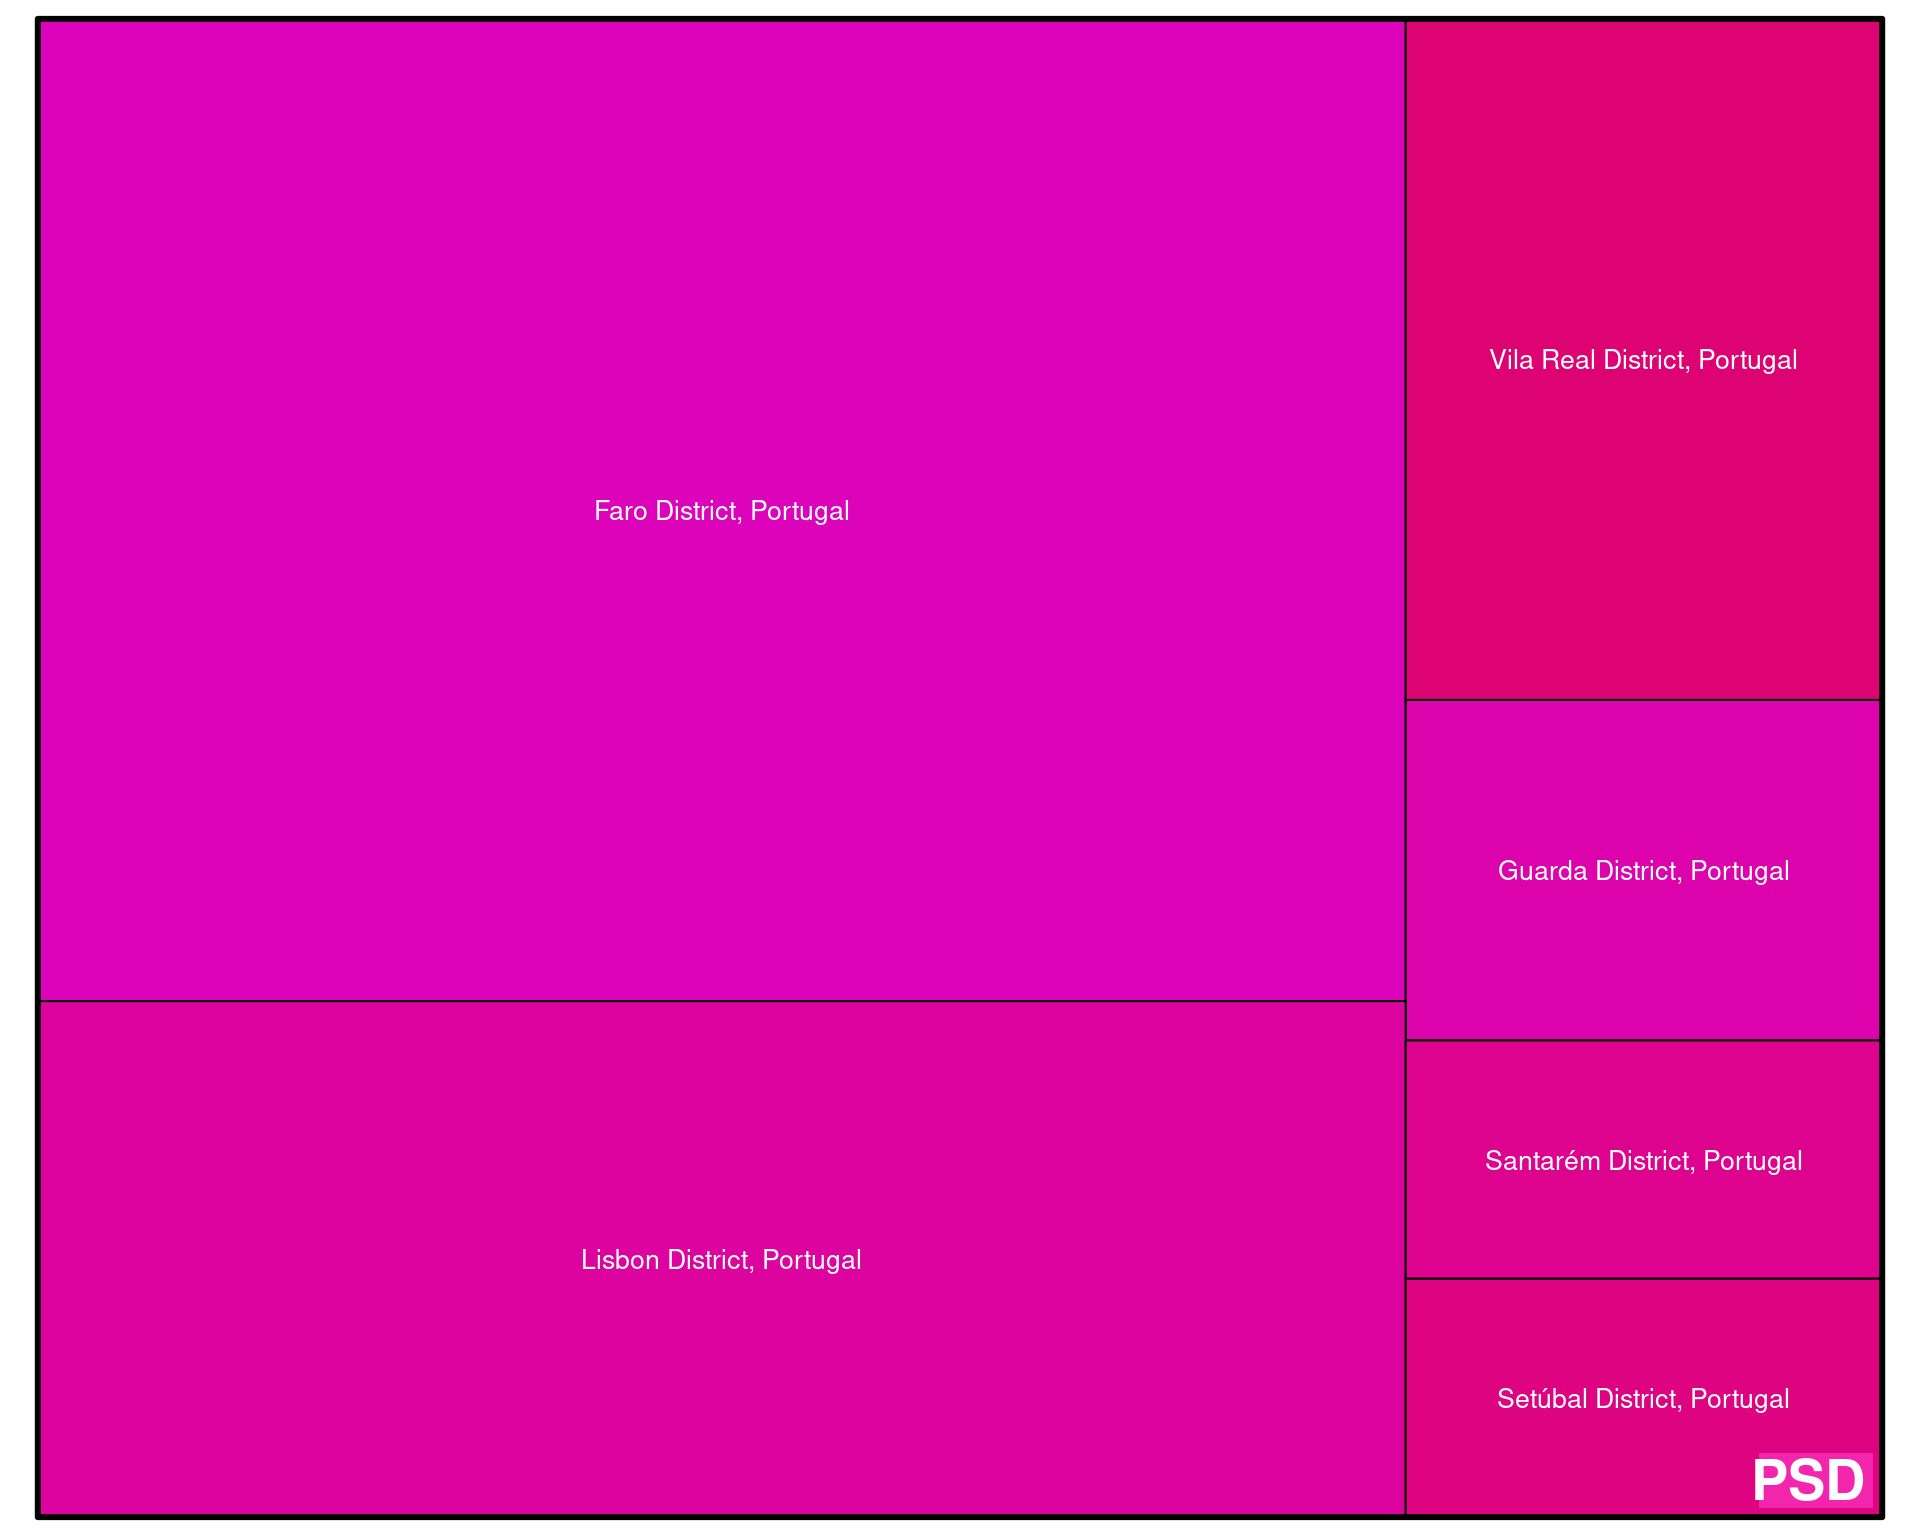 Faro District, Portugal
Lisbon District, Portugal
Vila Real District, Portugal
Guarda District, Portugal
Santarém District, Portugal
Setúbal District, Portugal
PSD